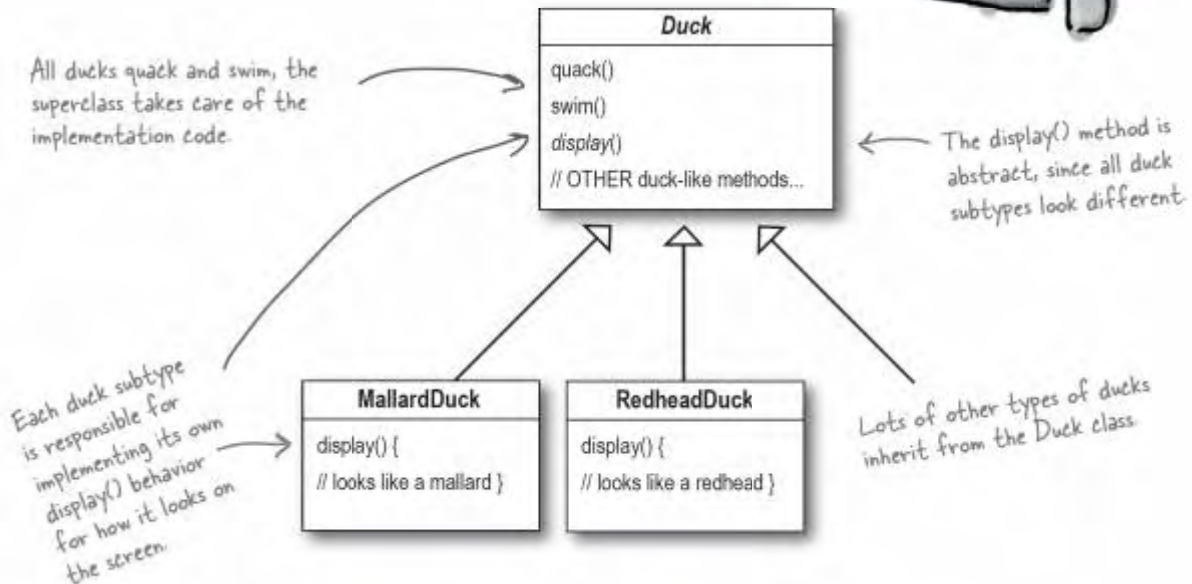 Duck
quack()
swim()
display()
// OTHER duck-like methods...
All ducks quack and swim, the
superclass takes care of the
implementation code.
The display() method is
abstract, since all duck
subtypes look different.
Each duck subtype
is responsible for
implementing its own
display() behavior
for how it looks on
the screen.
MallardDuck
display() {
// looks like a mallard }
RedheadDuck
display() {
// looks like a redhead }
Lots of other types of ducks
inherit from the Duck class.